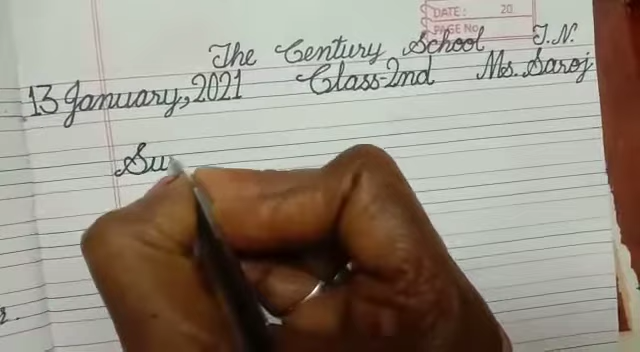 DATE: 20
PAGE No.
The Century School J.N.
13 January, 2021 Class-2nd Ms. Saroj
Su